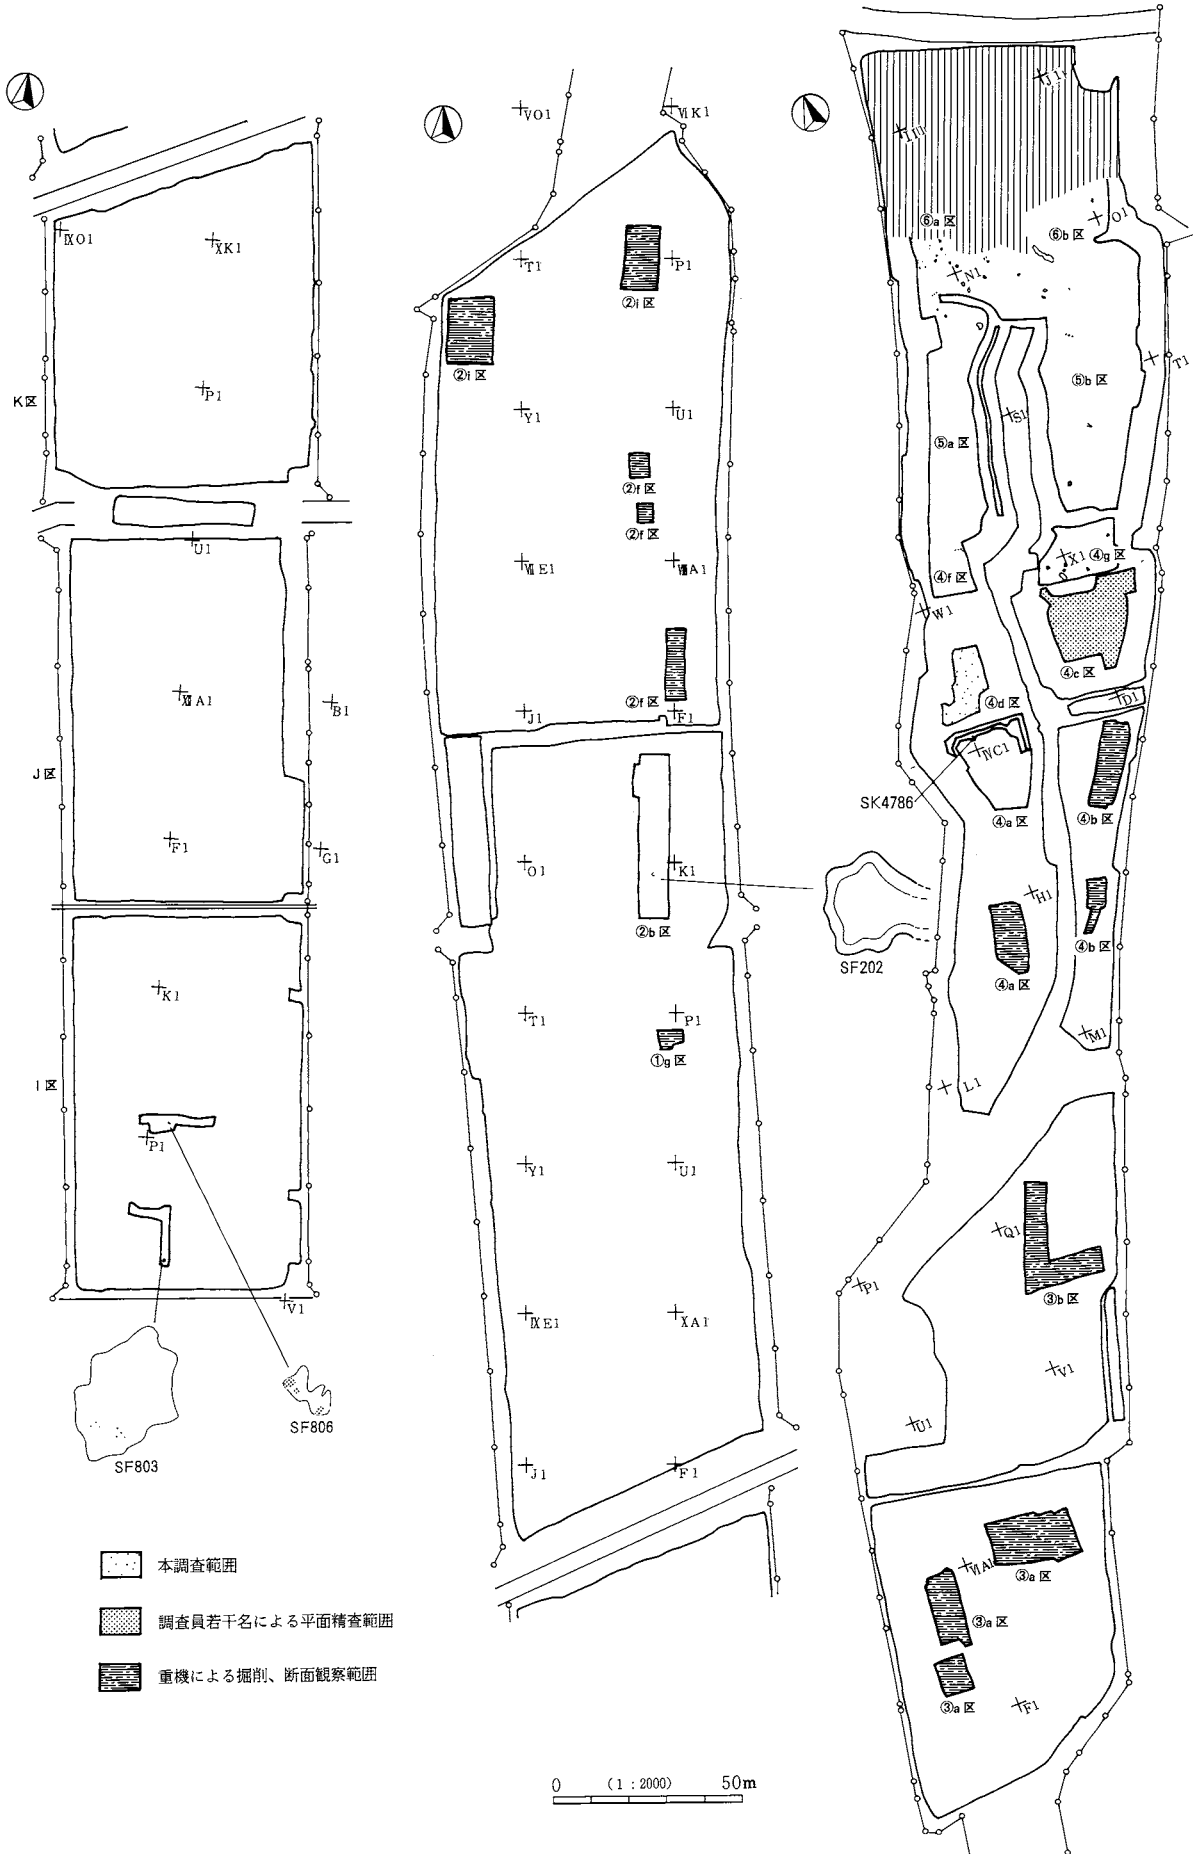 ⅨO1
XK1
P1
K区
U1
ⅫA1
B1
J区
F1
G1
K1
I区
P1
V1
SF803
SF806
本調査範囲
調査員若干名による平面精査範囲
重機による掘削、断面観察範囲
VO1
ⅥK1
T1
P1
②i区
②i区
Y1
U1
②f区
②f区
ⅦE1
ⅧA1
②f区
J1
F1
O1
K1
②b区
SF202
T1
P1
①g区
Y1
U1
ⅨE1
XA1
J1
F1
0
(1：2000)
50m
J1
I11
⑥a区
⑥b区
O1
N1
T1
⑤b区
S1
⑤a区
X1
④g区
④f区
W1
④c区
④d区
D1
ⅣC1
SK4786
④a区
④b区
H1
④b区
④a区
M1
L1
Q1
P1
③b区
V1
U1
ⅥA1
③a区
③a区
③a区
F1